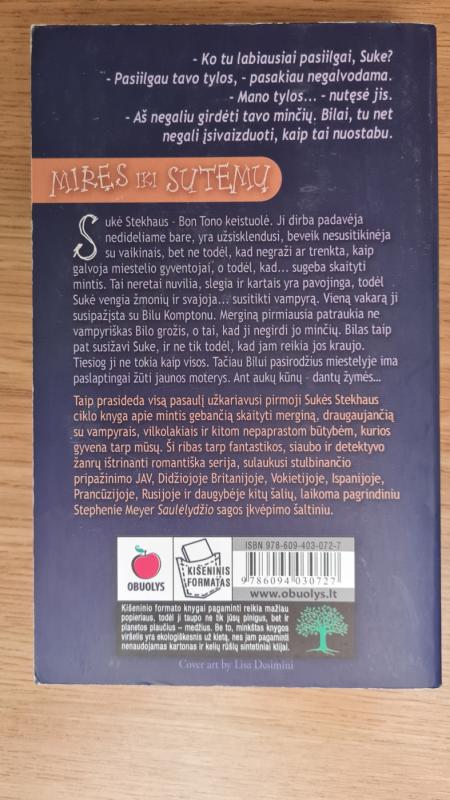 - Ko tu labiausiai pasiilgai, Suke?
- Pasiilgau tavo tylos, - pasakiau negalvodama.
- Mano tylos... - nutęsė jis.
- Aš negaliu girdėti tavo minčių. Bilai, tu net
negali įsivaizduoti, kaip tai nuostabu.
MIRĘS IKI SUTEMŲ
Sukė Stekhaus - Bon Tono keistuolė. Ji dirba padavėja
nedideliame bare, yra užsisklendusi, beveik nesusitikinėja
su vaikinais, bet ne todėl, kad negraži ar trenkta, kaip
galvoja miestelio gyventojai, o todėl, kad... sugeba skaityti
mintis. Tai neretai nuvilia, slegia ir kartais yra pavojinga, todėl
Sukė vengia žmonių ir svajoja... susitikti vampyrą. Vieną vakarą ji
susipažįsta su Bilu Komptonu. Merginą pirmiausia patraukia ne
vampyriškas Bilo grožis, o tai, kad ji negirdi jo minčių. Bilas taip
pat susižavi Suke, ir ne tik todėl, kad jam reikia jos kraujo.
Tiesiog ji ne tokia kaip visos. Tačiau Bilui pasirodžius miestelyje ima
paslaptingai žūti jaunos moterys. Ant aukų kūnų – dantų žymės...
Taip prasideda visą pasaulį užkariavusi pirmoji Sukės Stekhaus
ciklo knyga apie mintis gebančią skaityti merginą, draugaujančią
su vampyrais, vilkolakiais ir kitom nepaprastom būtybėm, kurios
gyvena tarp mūsų. Ši ribas tarp fantastikos, siaubo ir detektyvo
žanrų ištrinanti romantiška serija, sulaukusi stulbinančio
pripažinimo JAV, Didžiojoje Britanijoje, Vokietijoje, Ispanijoje,
Prancūzijoje, Rusijoje ir daugybėje kitų šalių, laikoma pagrindiniu
Stephenie Meyer Saulėlydžio sagos įkvėpimo šaltiniu.
OBUOLYS
KIŠENINIS
FORMATAS
ISBN 978-609-403-072-7
9 786094 030727
www.obuolys.lt
Kišeninio formato knygai pagaminti reikia mažiau
popieriaus, todėl ji taupo ne tik jūsų pinigus, bet ir
planetos plaučius – medžius. Be to, minkštas knygos
viršelis yra ekologiškesnis už kietą, nes jam pagaminti
nenaudojamas kartonas ir kelių rūšių sintetiniai klijai.
Cover art by Lisa Desimini